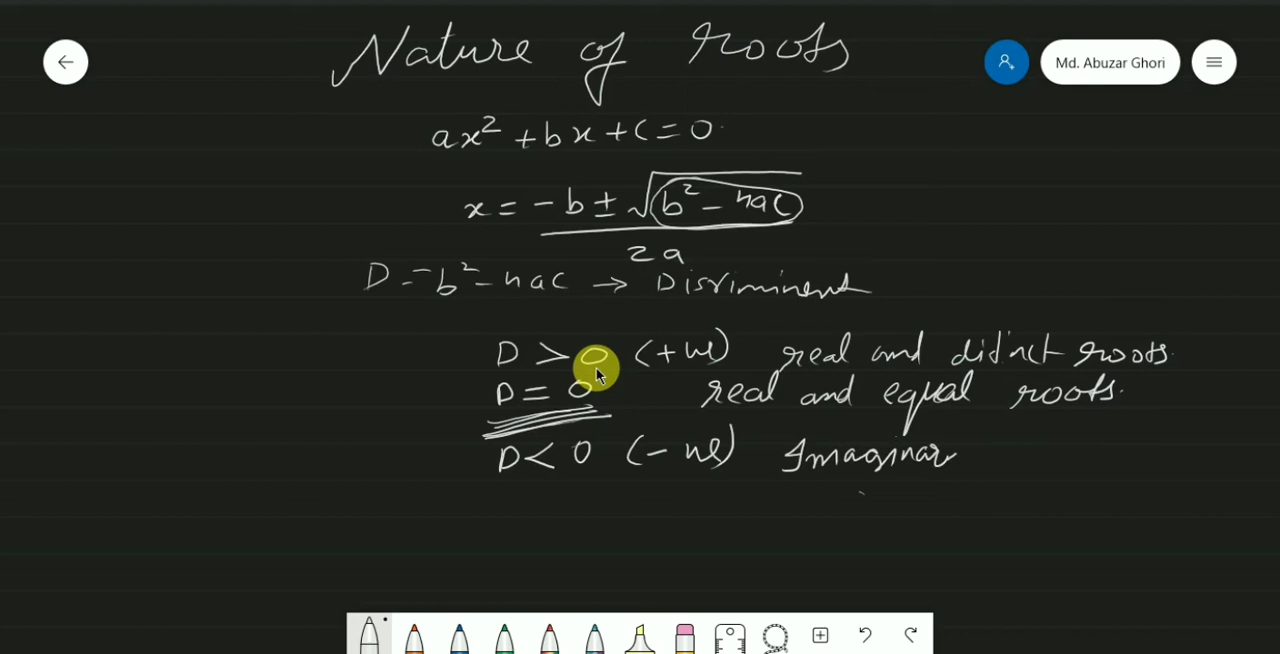 Nature of roots
Md. Abuzar Ghori
ax² + bx + c = 0
x = -b ± √(b² - 4ac) / 2a
D = b² - 4ac → Disriminent
D > 0 (+ve) real and distinct roots.
D = 0 real and equal roots.
D < 0 (-ve) Imaginar